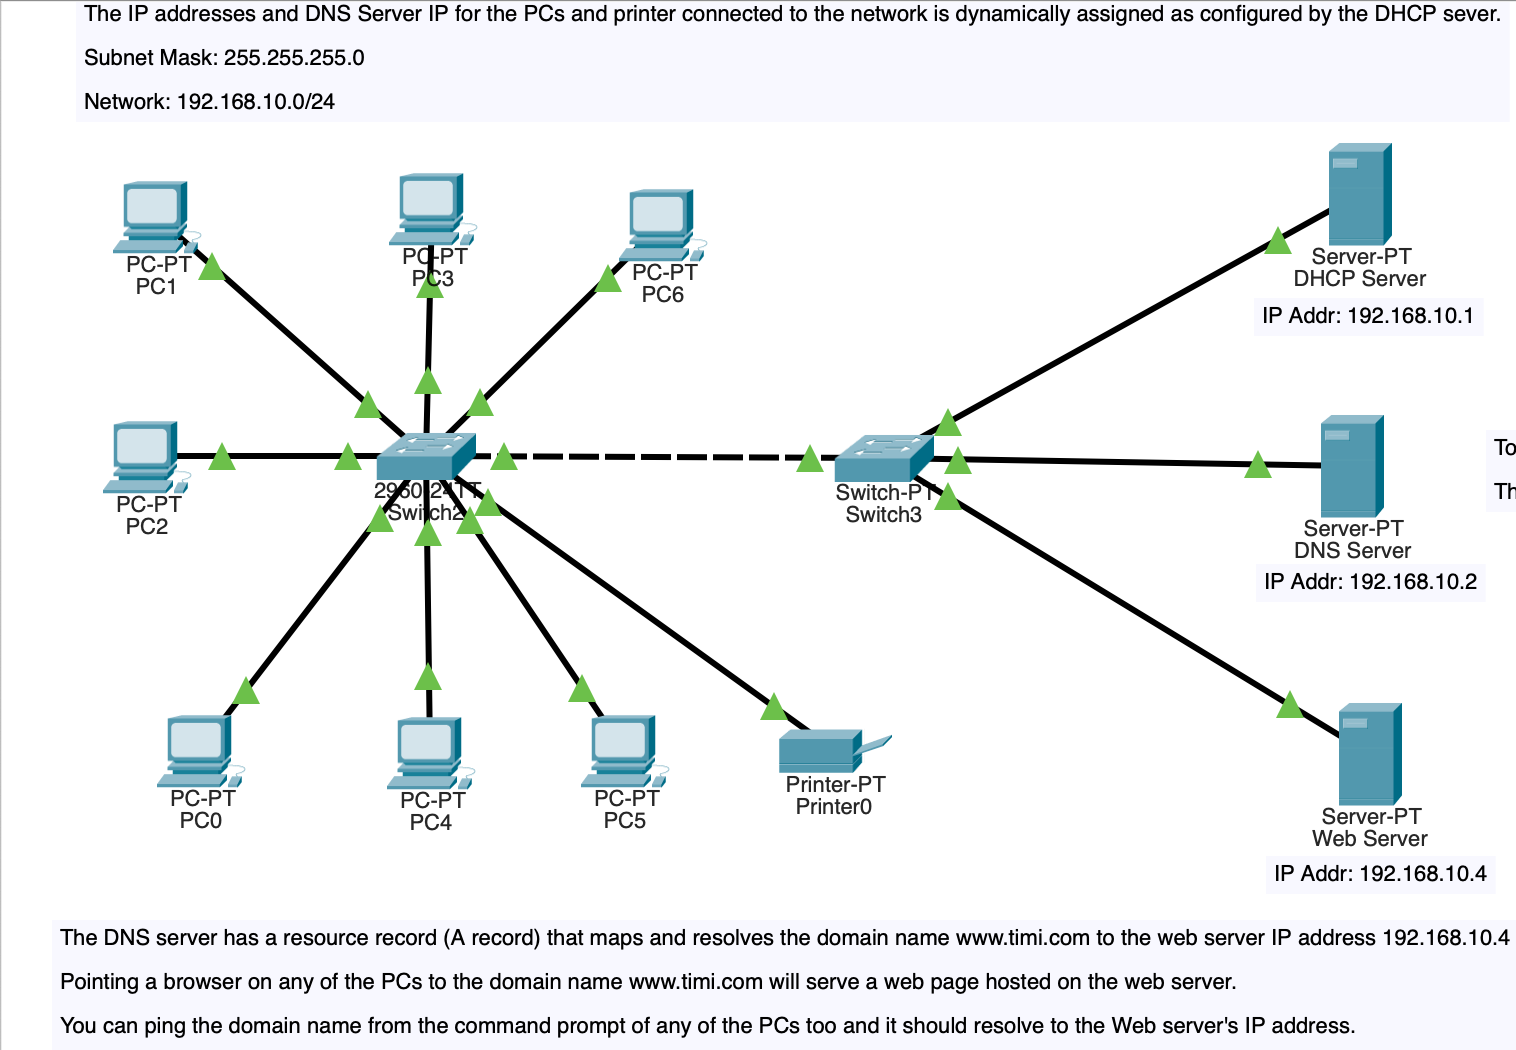 The IP addresses and DNS Server IP for the PCs and printer connected to the network is dynamically assigned as configured by the DHCP sever.
Subnet Mask: 255.255.255.0
Network: 192.168.10.0/24
PC-PT
PC1
PC-PT
PC3
PC-PT
PC6
Server-PT
DHCP Server
IP Addr: 192.168.10.1
PC-PT
PC2
2960-24TT
Switch2
Switch-PT
Switch3
Server-PT
DNS Server
IP Addr: 192.168.10.2
To
Th
PC-PT
PC0
PC-PT
PC4
PC-PT
PC5
Printer-PT
Printer0
Server-PT
Web Server
IP Addr: 192.168.10.4
The DNS server has a resource record (A record) that maps and resolves the domain name www.timi.com to the web server IP address 192.168.10.4
Pointing a browser on any of the PCs to the domain name www.timi.com will serve a web page hosted on the web server.
You can ping the domain name from the command prompt of any of the PCs too and it should resolve to the Web server's IP address.